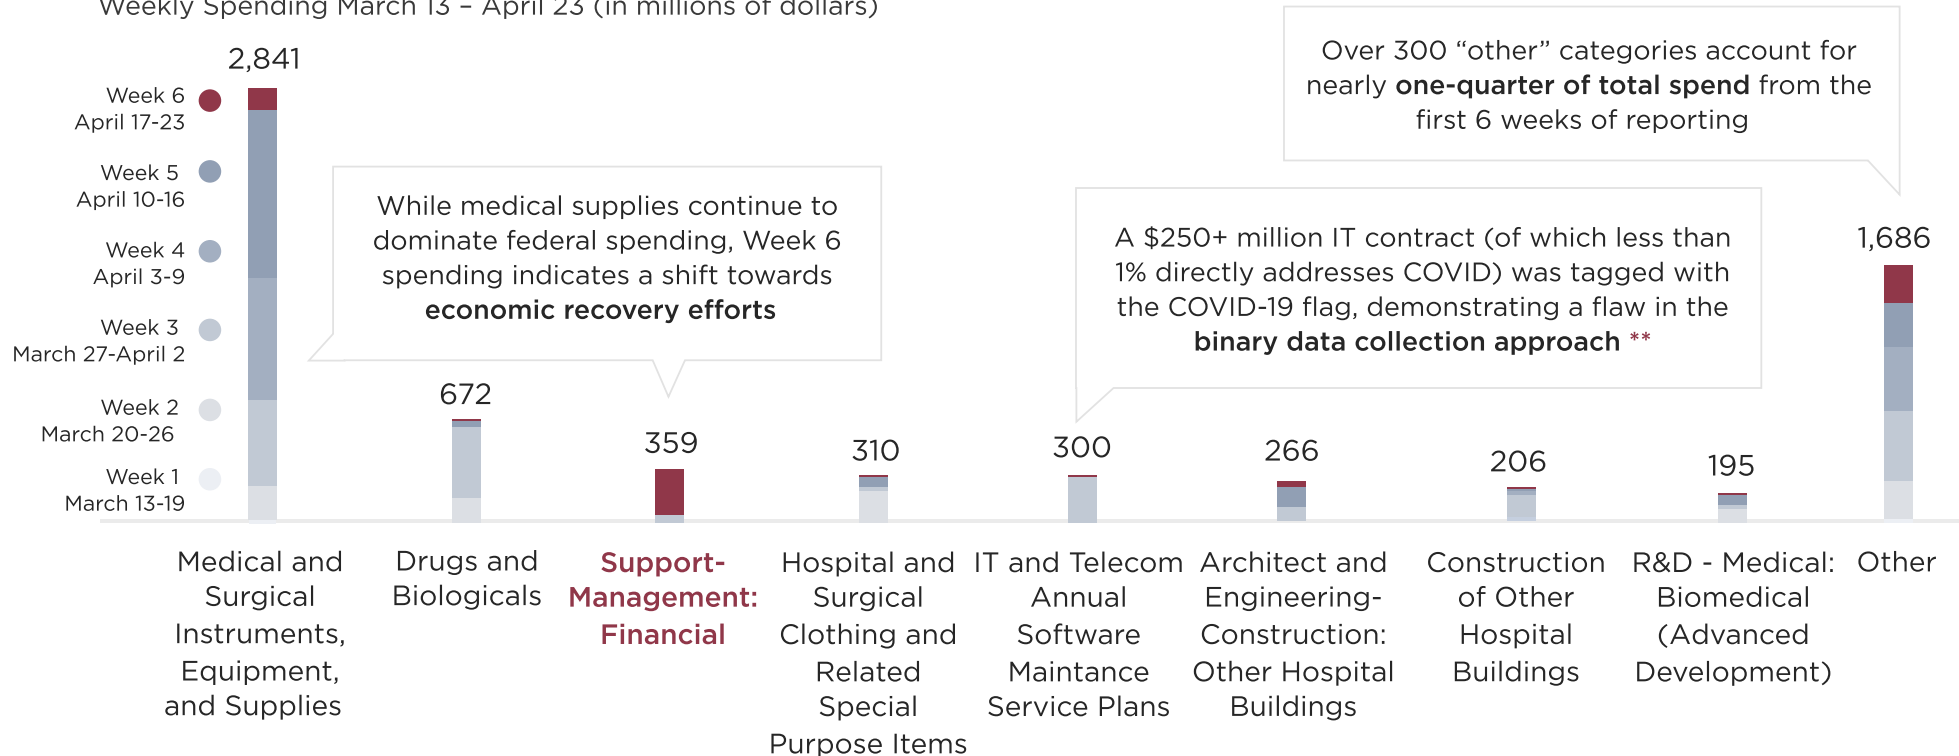 Weekly Spending March 13 – April 23 (in millions of dollars)
2,841
Week 6
April 17-23
Week 5
April 10-16
Week 4
April 3-9
Week 3
March 27-April 2
Week 2
March 20-26
Week 1
March 13-19
While medical supplies continue to
dominate federal spending, Week 6
spending indicates a shift towards
economic recovery efforts
A $250+ million IT contract (of which less than
1% directly addresses COVID) was tagged with
the COVID-19 flag, demonstrating a flaw in the
binary data collection approach **
Over 300 “other” categories account for
nearly one-quarter of total spend from the
first 6 weeks of reporting
672
359
310
300
266
206
195
1,686
Medical and
Surgical
Instruments,
Equipment,
and Supplies
Drugs and
Biologicals
Support-
Management:
Financial
Hospital and
Surgical
Clothing and
Related
Special
Purpose Items
IT and Telecom
Annual
Software
Maintance
Service Plans
Architect and
Engineering-
Construction:
Other Hospital
Buildings
Construction
of Other
Hospital
Buildings
R&D - Medical:
Biomedical
(Advanced
Development)
Other